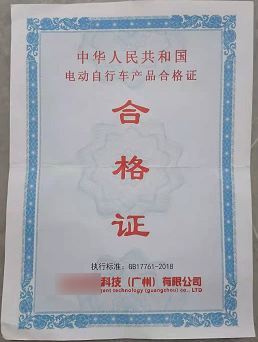 中华人民共和国
电动自行车产品合格证
合
格
证
执行标准：GB17761-2018
科技（广州）有限公司
technology (guangzhou) co., LTD